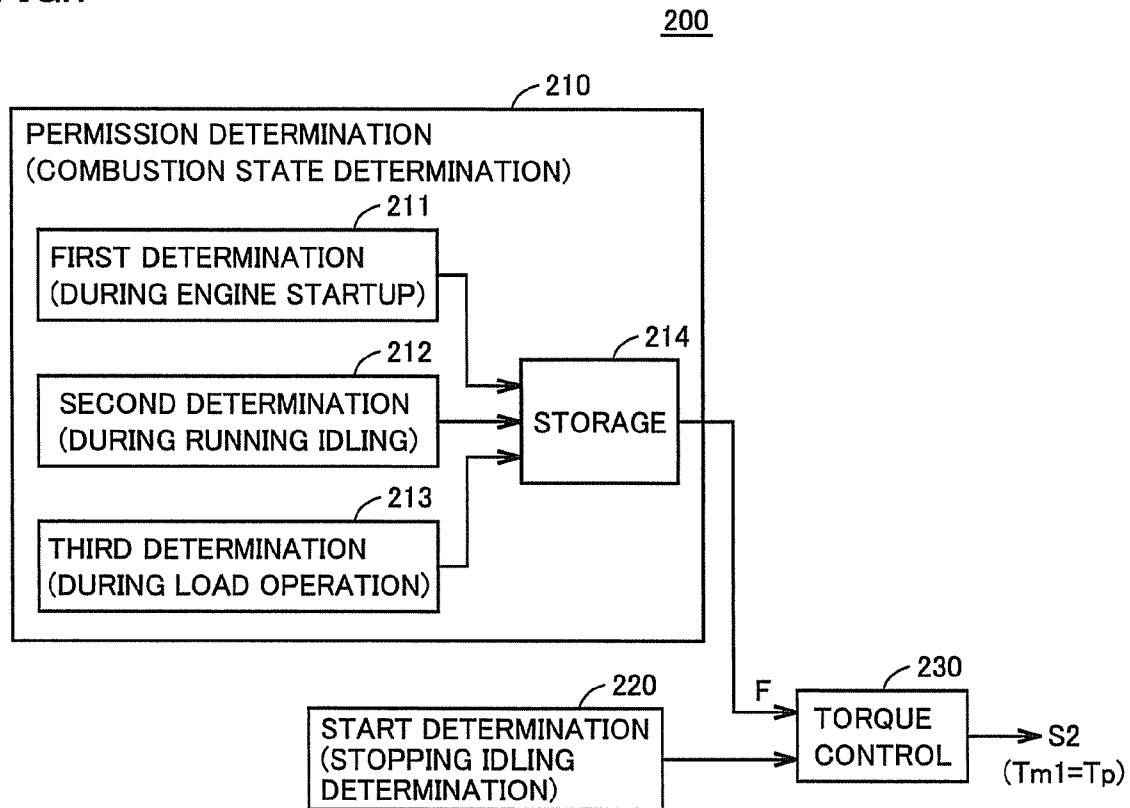 200
210
PERMISSION DETERMINATION
(COMBUSTION STATE DETERMINATION)
211
FIRST DETERMINATION
(DURING ENGINE STARTUP)
212
SECOND DETERMINATION
(DURING RUNNING IDLING)
213
THIRD DETERMINATION
(DURING LOAD OPERATION)
214
STORAGE
220
START DETERMINATION
(STOPPING IDLING
DETERMINATION)
F
230
TORQUE
CONTROL
S2
(Tm1=Tp)